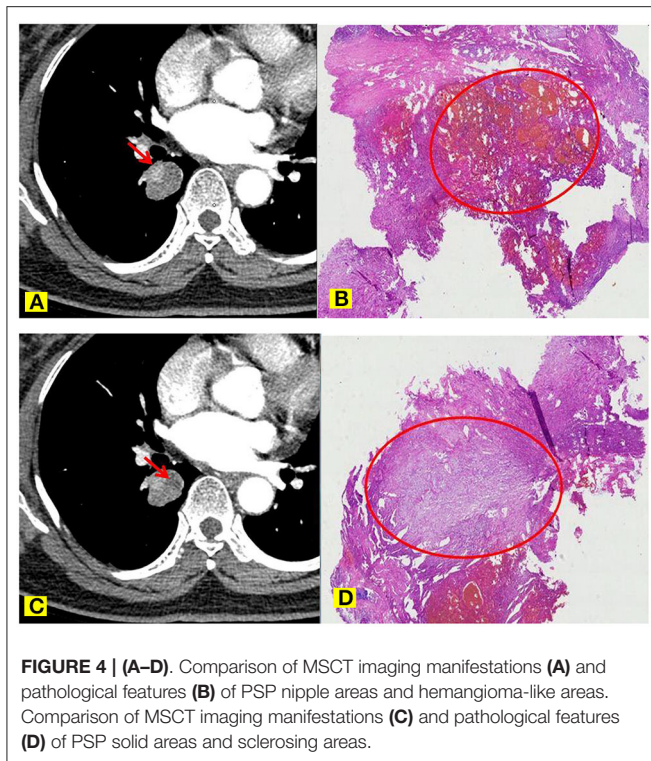 A
B
C
D
FIGURE 4 | (A–D). Comparison of MSCT imaging manifestations (A) and
pathological features (B) of PSP nipple areas and hemangioma-like areas.
Comparison of MSCT imaging manifestations (C) and pathological features
(D) of PSP solid areas and sclerosing areas.